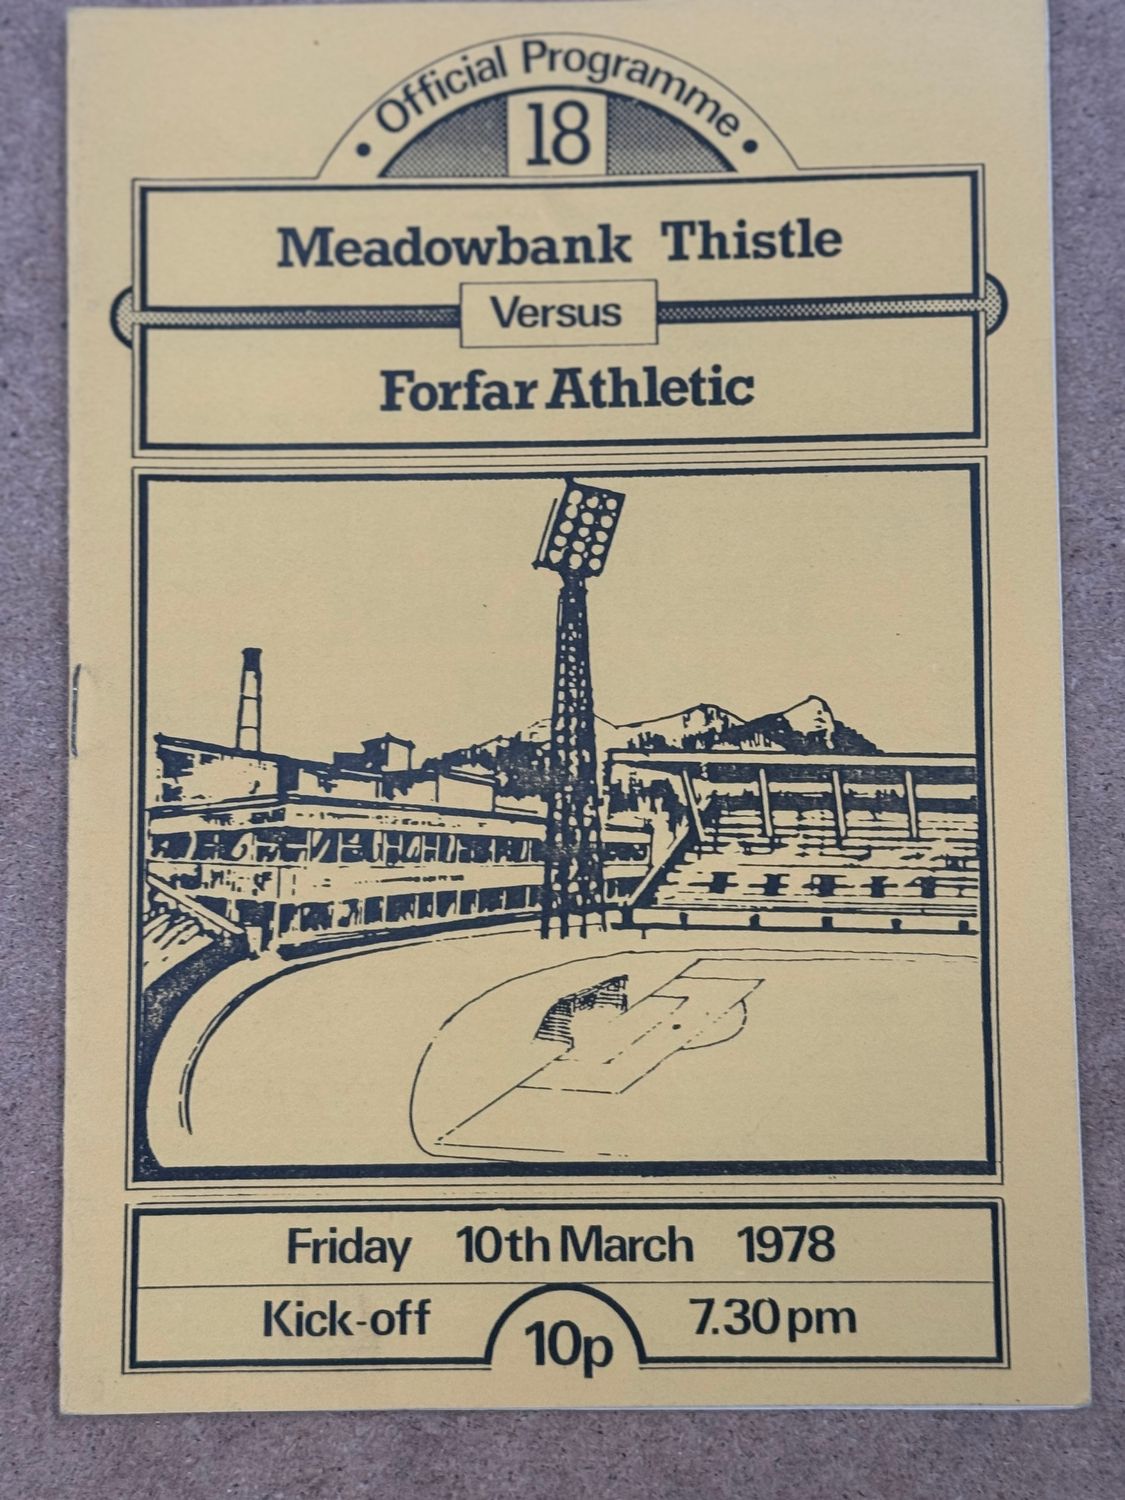 • Official Programme •
18
Meadowbank Thistle
Versus
Forfar Athletic
Friday 10th March 1978
Kick-off 7.30pm
10p